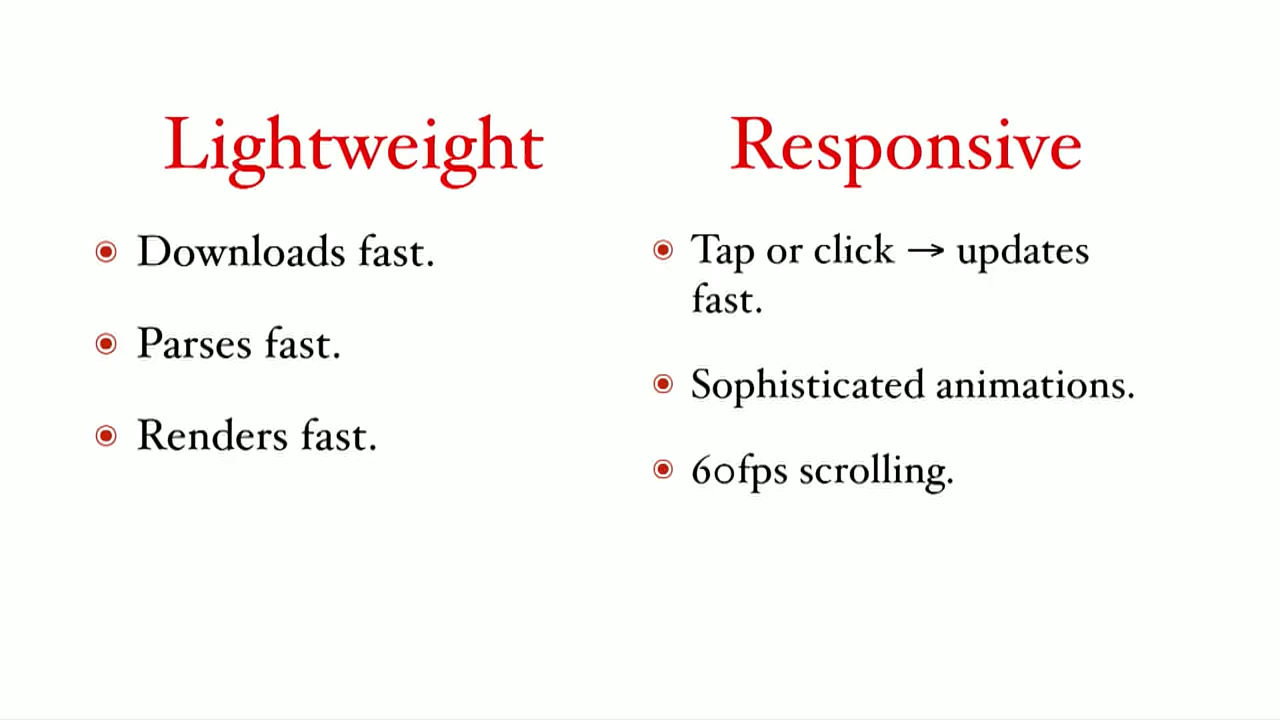 Lightweight
Downloads fast.
Parses fast.
Renders fast.
Responsive
Tap or click → updates
fast.
Sophisticated animations.
60fps scrolling.